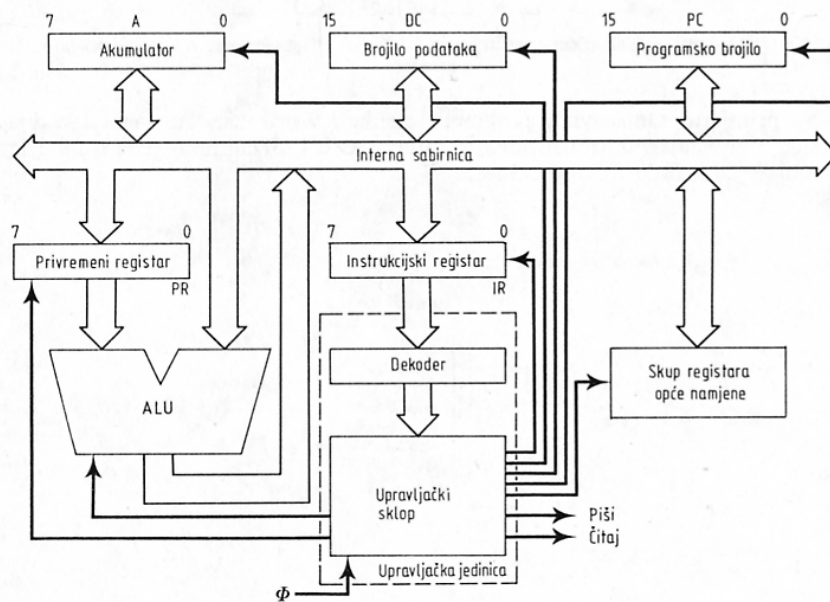 7 A 0
15 DC 0
15 PC 0
Akumulator
Brojilo podataka
Programsko brojilo
Interna sabirnica
7 0
7 0
Privremeni registar
Instrukcijski registar
PR
IR
Dekoder
Skup registara
opće namjene
ALU
Upravljački
sklop
Piši
Čitaj
Upravljačka jedinica
Φ